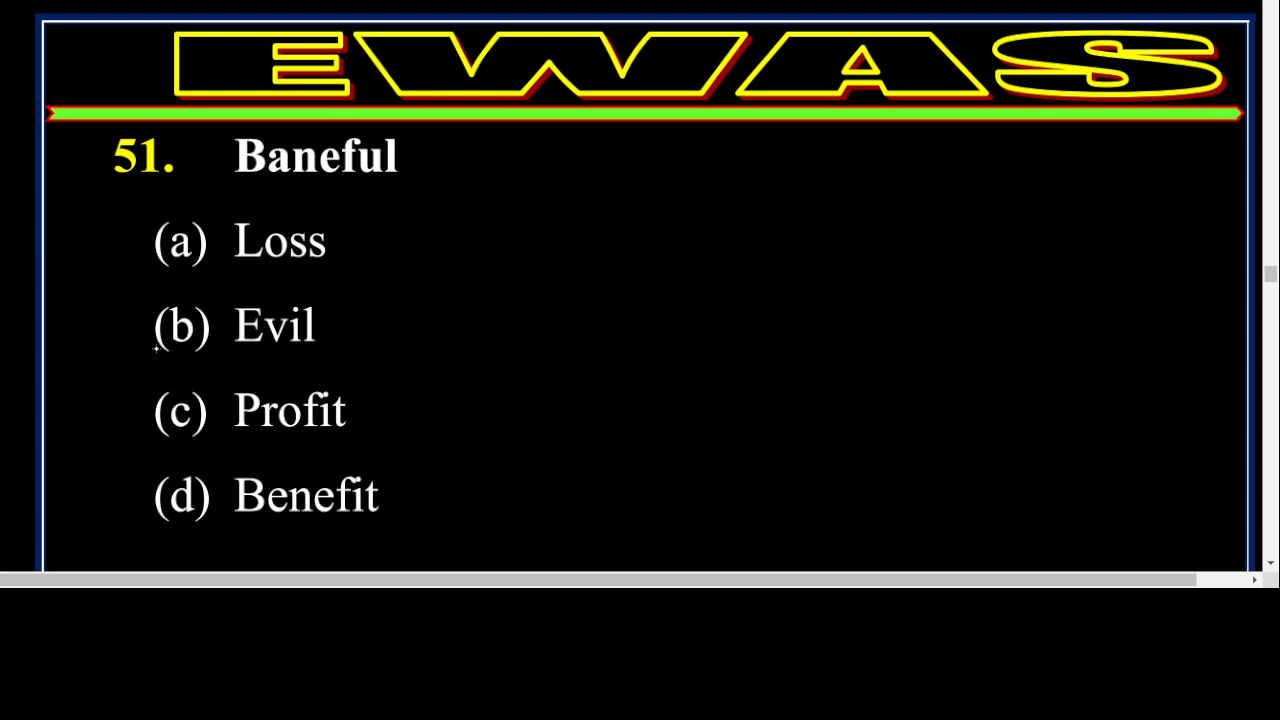 EWAS
51. Baneful
(a) Loss
(b) Evil
(c) Profit
(d) Benefit